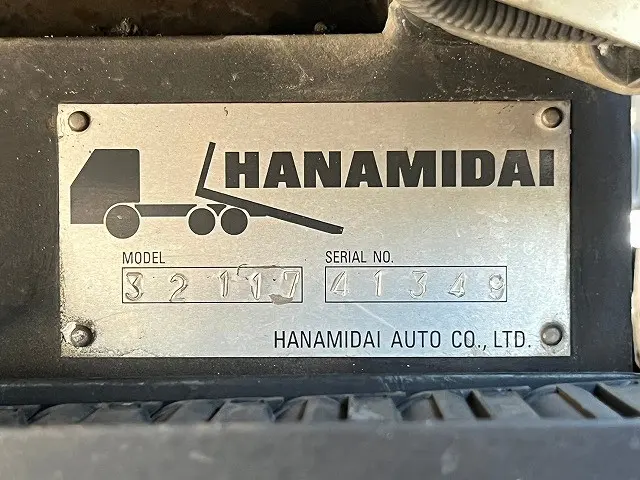 HANAMIDAI
MODEL
32117
SERIAL NO.
41349
HANAMIDAI AUTO CO., LTD.